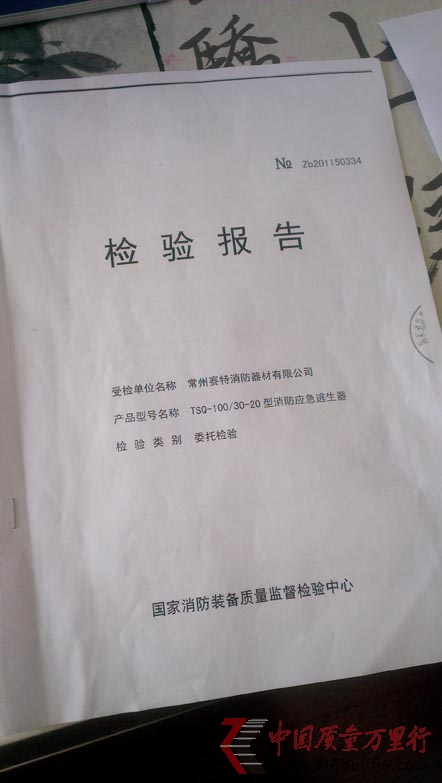 № Zb201150334
检验报告
受检单位名称 常州赛特消防器材有限公司
产品型号名称 TSQ-100/30-20型消防应急逃生器
检验类别 委托检验
国家消防装备质量监督检验中心
中国质量万里行